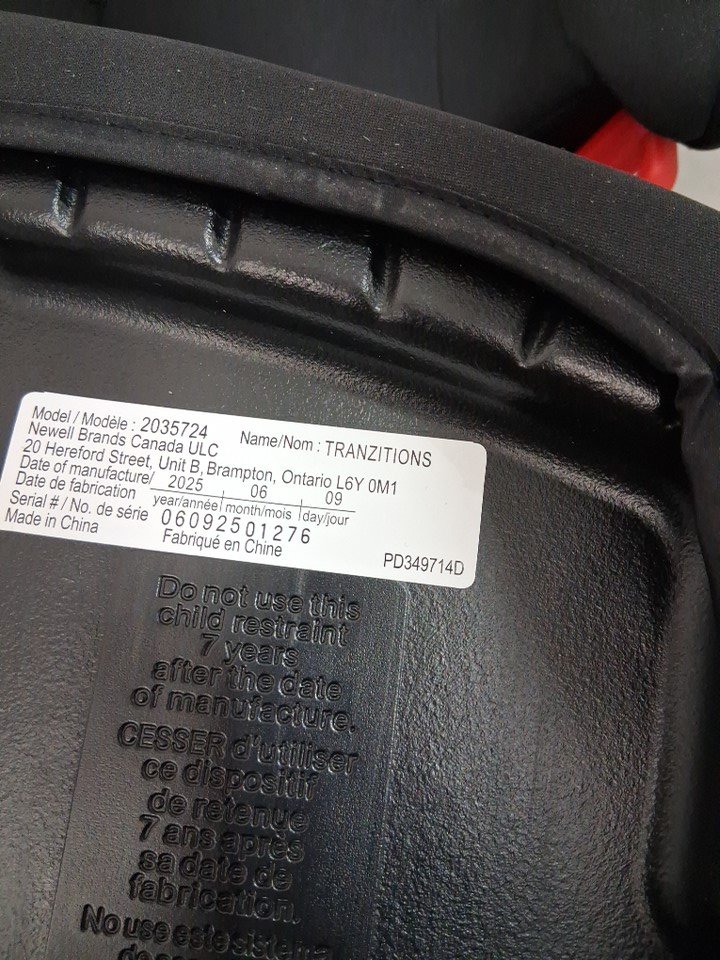 Model / Modèle : 2035724 Name/Nom : TRANZITIONS
Newell Brands Canada ULC
20 Hereford Street, Unit B, Brampton, Ontario L6Y 0M1
Date of manufacture/ 2025 06 09
Date de fabrication year/année month/mois day/jour
Serial # / No. de série 06092501276
Made in China Fabriqué en Chine PD349714D
Do not use this
child restraint
7 years
after the date
of manufacture.
CESSER d'utiliser
ce dispositif
de retenue
7 ans après
sa date de
fabrication.
No use este sistema